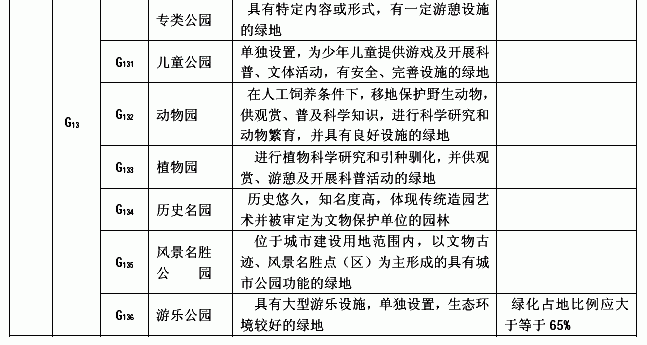 专类公园
具有特定内容或形式，有一定游憩设施
的绿地
G131
儿童公园
单独设置，为少年儿童提供游戏及开展科
普、文体活动，有安全、完善设施的绿地
G13
G132
动物园
在人工饲养条件下，移地保护野生动物，
供观赏、普及科学知识，进行科学研究和
动物繁育，并具有良好设施的绿地
G133
植物园
进行植物科学研究和引种驯化，并供观
赏、游憩及开展科普活动的绿地
G134
历史名园
历史悠久，知名度高，体现传统造园艺
术并被审定为文物保护单位的园林
G135
风景名胜
公 园
位于城市建设用地范围内，以文物古
迹、风景名胜点（区）为主形成的具有城
市公园功能的绿地
G136
游乐公园
具有大型游乐设施，单独设置，生态环
境较好的绿地
绿化占地比例应大
于等于65%